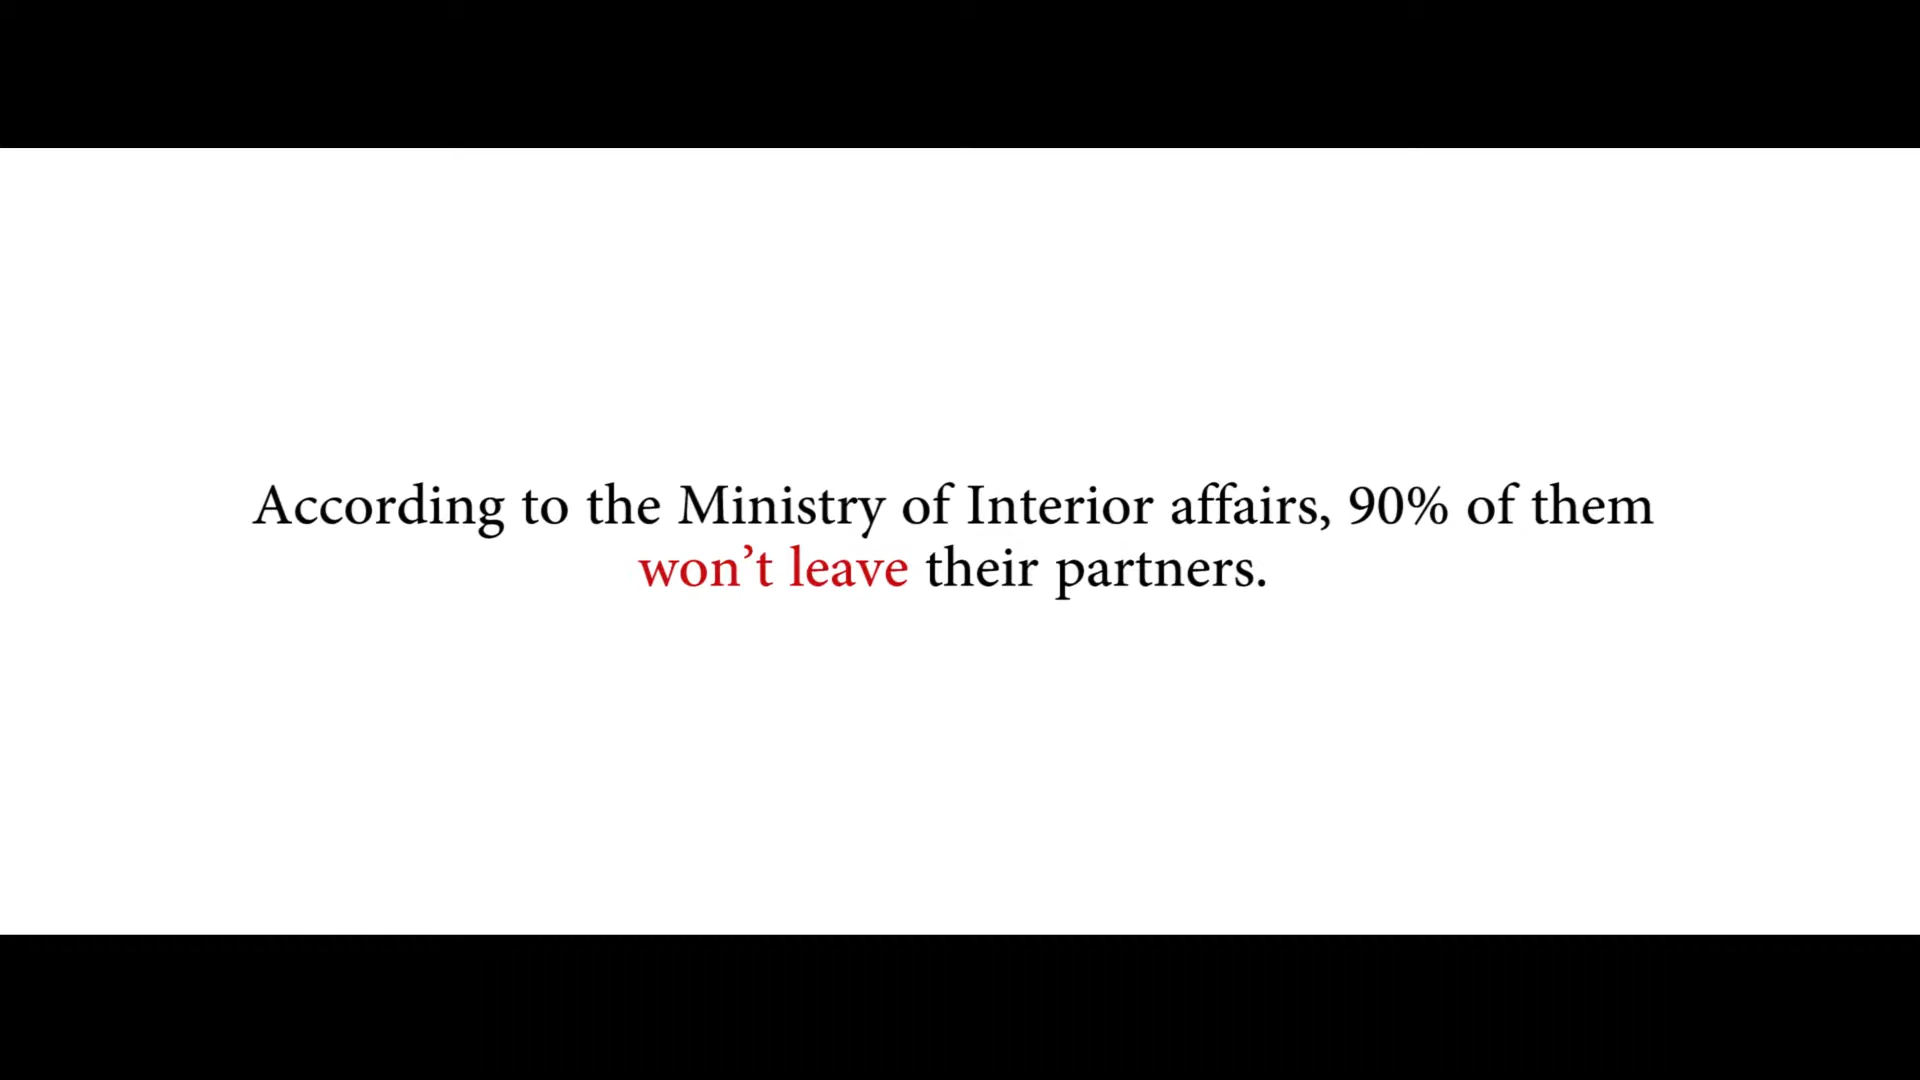 According to the Ministry of Interior affairs, 90% of them
won’t leave their partners.